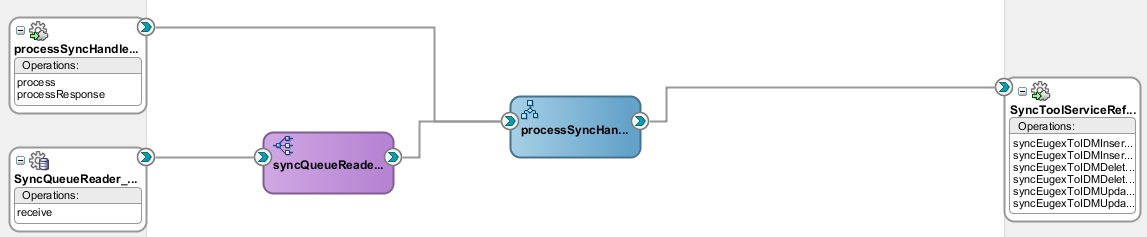 processSyncHandle...
Operations:
process
processResponse
SyncQueueReader_...
Operations:
receive
syncQueueReade...
processSyncHan...
SyncToolServiceRef...
Operations:
syncEugexToIDMInser...
syncEugexToIDMInser...
syncEugexToIDMDelet...
syncEugexToIDMDelet...
syncEugexToIDMUpda...
syncEugexToIDMUpda...